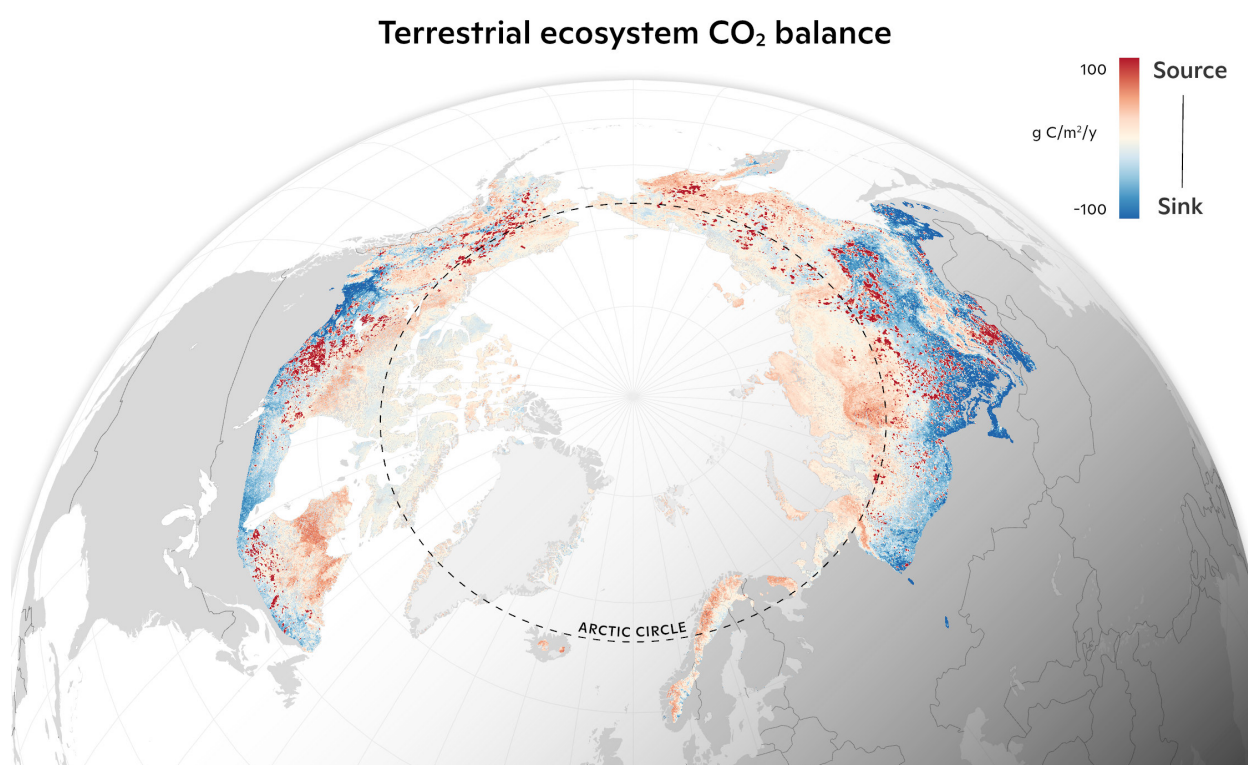 Terrestrial ecosystem CO₂ balance
100 Source
g C/m²/y
-100 Sink
ARCTIC CIRCLE